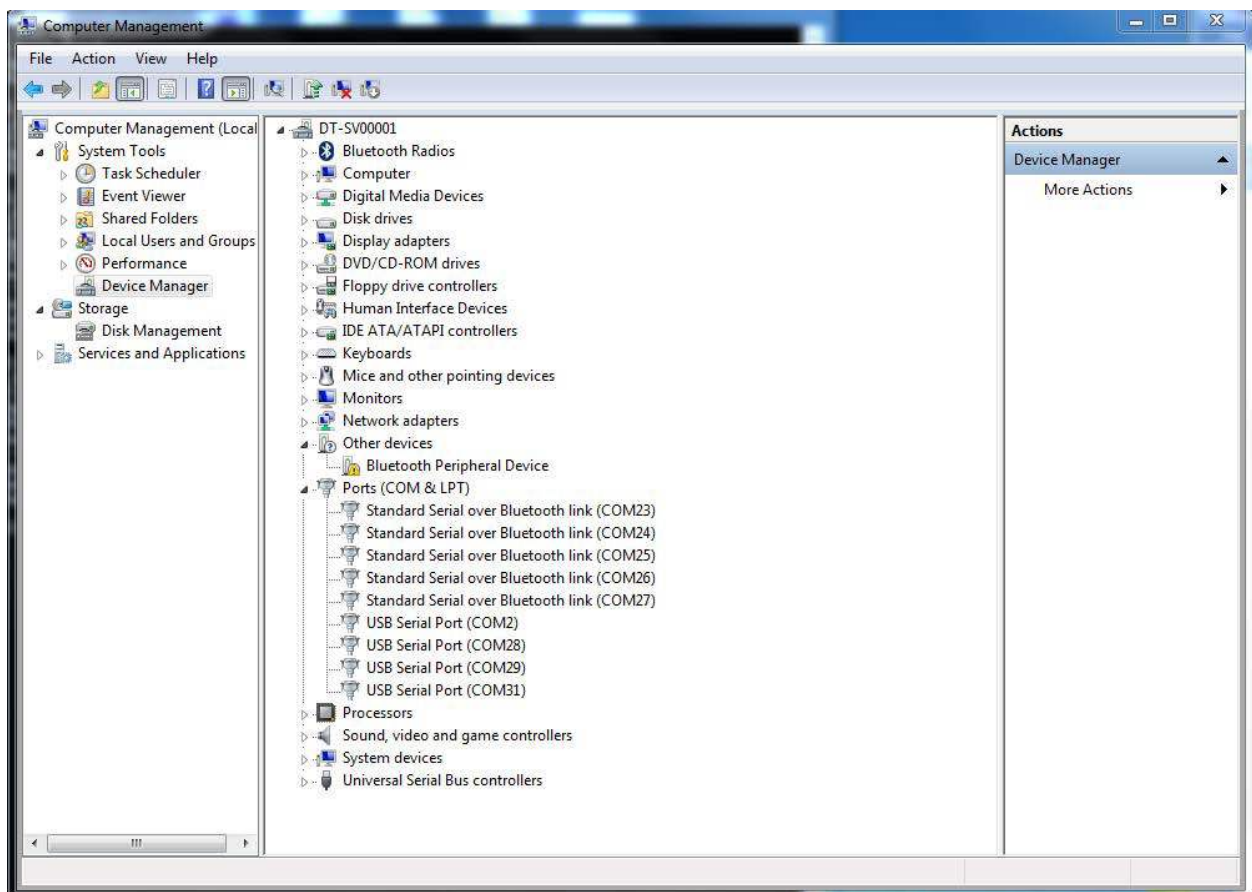 Computer Management
File Action View Help
Computer Management (Local
System Tools
Task Scheduler
Event Viewer
Shared Folders
Local Users and Groups
Performance
Device Manager
Storage
Disk Management
Services and Applications
DT-SV00001
Bluetooth Radios
Computer
Digital Media Devices
Disk drives
Display adapters
DVD/CD-ROM drives
Floppy drive controllers
Human Interface Devices
IDE ATA/ATAPI controllers
Keyboards
Mice and other pointing devices
Monitors
Network adapters
Other devices
Bluetooth Peripheral Device
Ports (COM & LPT)
Standard Serial over Bluetooth link (COM23)
Standard Serial over Bluetooth link (COM24)
Standard Serial over Bluetooth link (COM25)
Standard Serial over Bluetooth link (COM26)
Standard Serial over Bluetooth link (COM27)
USB Serial Port (COM2)
USB Serial Port (COM28)
USB Serial Port (COM29)
USB Serial Port (COM31)
Processors
Sound, video and game controllers
System devices
Universal Serial Bus controllers
Actions
Device Manager
More Actions